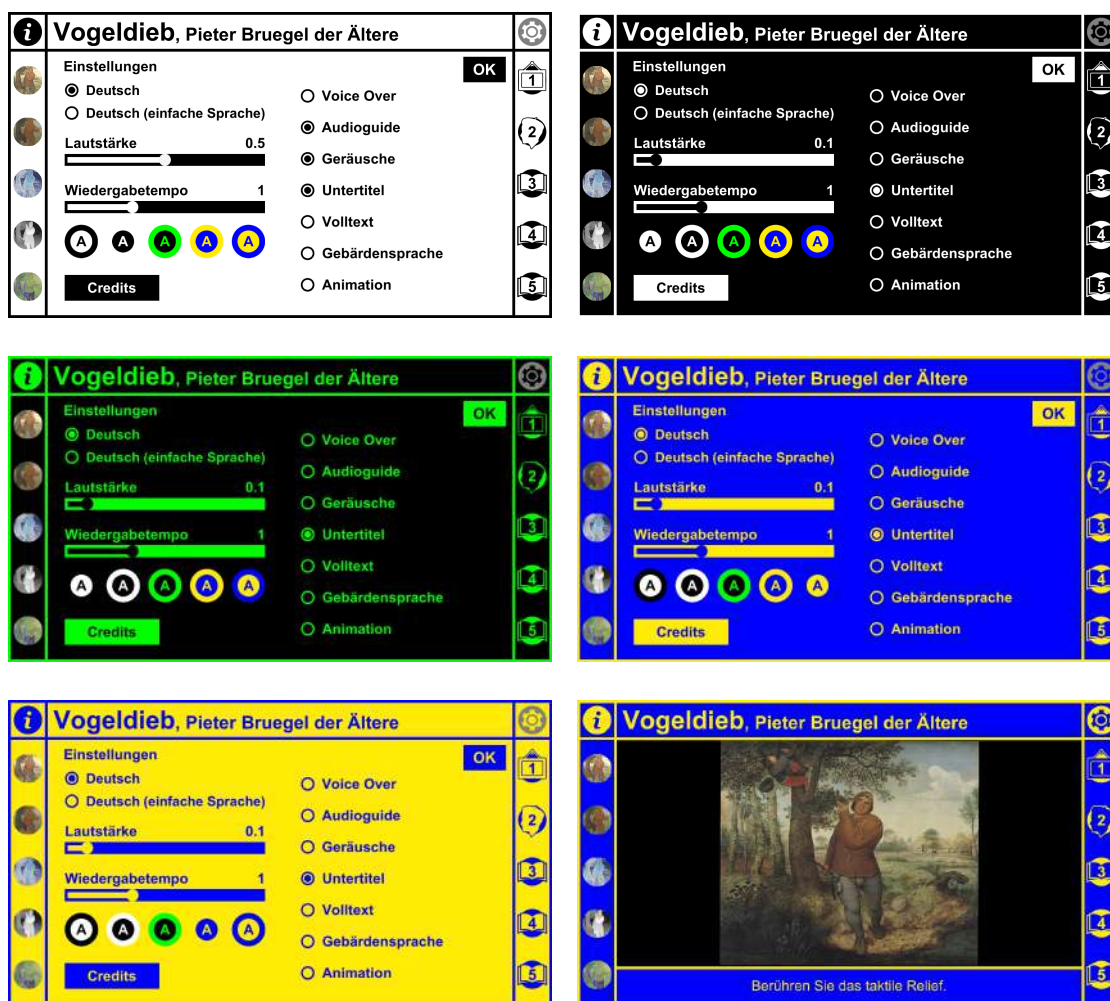 i Vogeldieb, Pieter Bruegel der Ältere
Einstellungen
OK
Deutsch
Deutsch (einfache Sprache)
Lautstärke 0.5
Wiedergabetempo 1
A A A A A
Credits
Voice Over
Audioguide
Geräusche
Untertitel
Volltext
Gebärdensprache
Animation
1
2
3
4
5
i Vogeldieb, Pieter Bruegel der Ältere
Einstellungen
OK
Deutsch
Deutsch (einfache Sprache)
Lautstärke 0.1
Wiedergabetempo 1
A A A A A
Credits
Voice Over
Audioguide
Geräusche
Untertitel
Volltext
Gebärdensprache
Animation
1
2
3
4
5
i Vogeldieb, Pieter Bruegel der Ältere
Einstellungen
OK
Deutsch
Deutsch (einfache Sprache)
Lautstärke 0.1
Wiedergabetempo 1
A A A A A
Credits
Voice Over
Audioguide
Geräusche
Untertitel
Volltext
Gebärdensprache
Animation
1
2
3
4
5
i Vogeldieb, Pieter Bruegel der Ältere
Einstellungen
OK
Deutsch
Deutsch (einfache Sprache)
Lautstärke 0.1
Wiedergabetempo 1
A A A A A
Credits
Voice Over
Audioguide
Geräusche
Untertitel
Volltext
Gebärdensprache
Animation
1
2
3
4
5
i Vogeldieb, Pieter Bruegel der Ältere
Einstellungen
OK
Deutsch
Deutsch (einfache Sprache)
Lautstärke 0.1
Wiedergabetempo 1
A A A A A
Credits
Voice Over
Audioguide
Geräusche
Untertitel
Volltext
Gebärdensprache
Animation
1
2
3
4
5
i Vogeldieb, Pieter Bruegel der Ältere
1
2
3
4
5
Berühren Sie das taktile Relief.